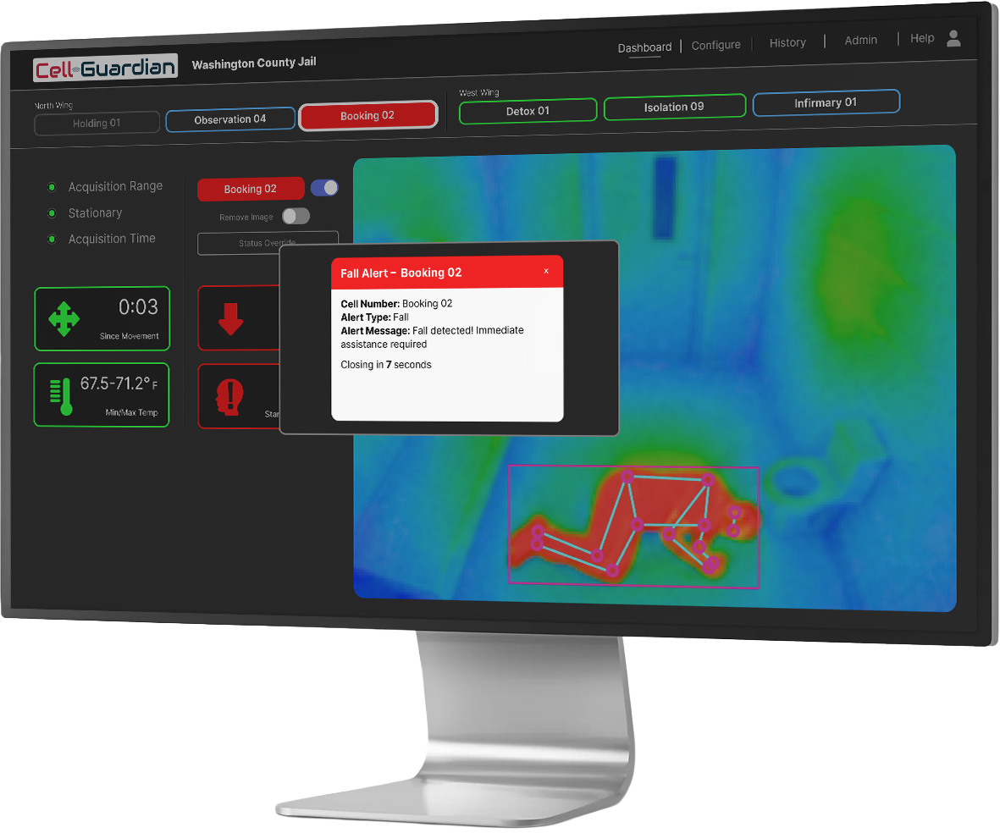 Cell-Guardian
Washington County Jail
Dashboard
Configure
History
Admin
Help
North Wing
Holding 01
Observation 04
Booking 02
West Wing
Detox 01
Isolation 09
Infirmary 01
Acquisition Range
Stationary
Acquisition Time
Booking 02
Remove Image
Status Override
0:03
Since Movement
67.5-71.2° F
Min/Max Temp
Fall Alert – Booking 02 x
Cell Number: Booking 02
Alert Type: Fall
Alert Message: Fall detected! Immediate
assistance required
Closing in 7 seconds